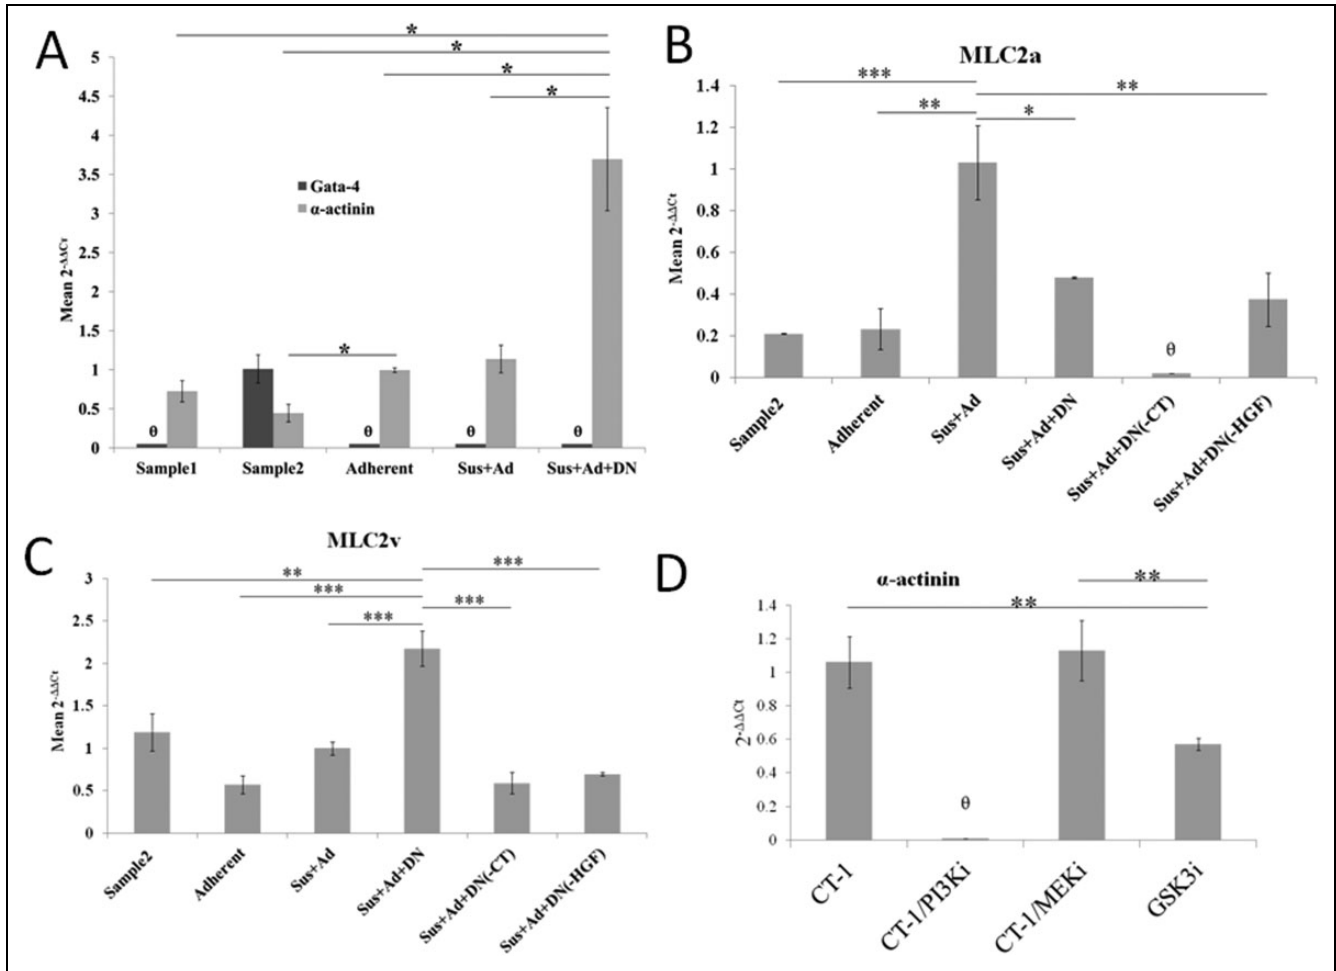 A
*
*
*
*
5
4.5
4
3.5
3
2.5
2
1.5
1
0.5
0
Mean 2-ΔΔCt
Gata-4
α-actinin
*
θ
θ
θ
θ
Sample1
Sample2
Adherent
Sus+Ad
Sus+Ad+DN
B
MLC2a
***
**
**
*
1.4
1.2
1
0.8
0.6
0.4
0.2
0
Mean 2-ΔΔCt
θ
Sample2
Adherent
Sus+Ad
Sus+Ad+DN
Sus+Ad+DN(-CT)
Sus+Ad+DN(-HGF)
C
MLC2v
***
**
***
***
***
3
2.5
2
1.5
1
0.5
0
Mean 2-ΔΔCt
Sample2
Adherent
Sus+Ad
Sus+Ad+DN
Sus+Ad+DN(-CT)
Sus+Ad+DN(-HGF)
D
α-actinin
**
**
1.4
1.2
1
0.8
0.6
0.4
0.2
0
2-ΔΔCt
θ
CT-1
CT-1/PI3Ki
CT-1/MEKi
GSK3i